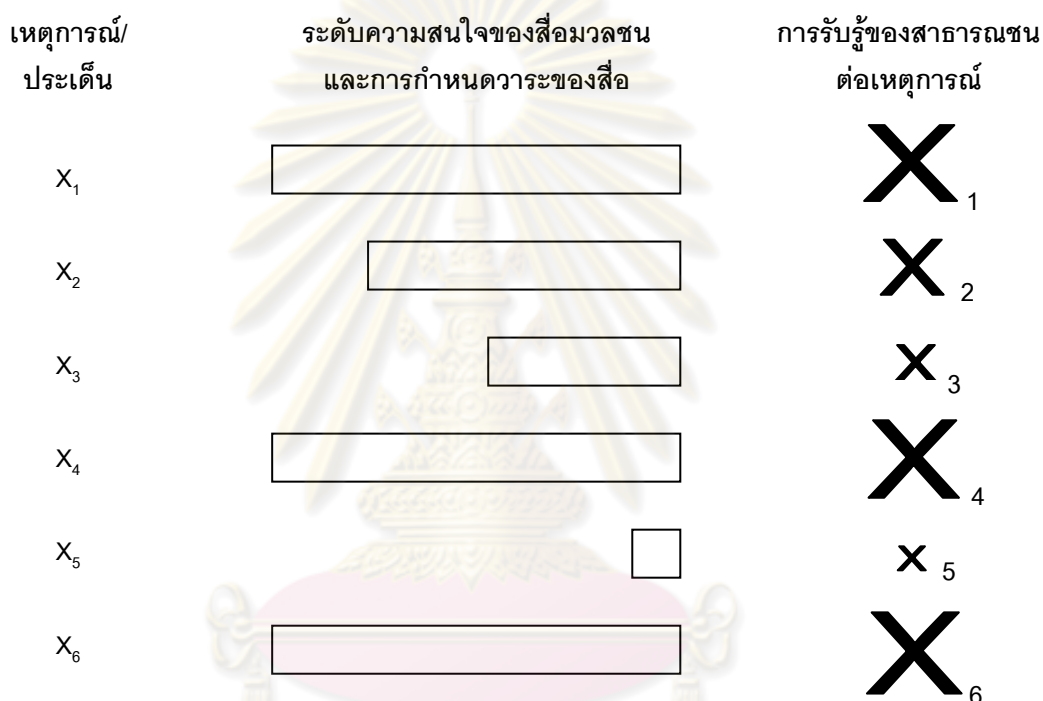 เหตุการณ์/
ประเด็น
ระดับความสนใจของสื่อมวลชน
และการกำหนดวาระของสื่อ
การรับรู้ของสาธารณชน
ต่อเหตุการณ์
X₁ X₁
X₂ X₂
X₃ X₃
X₄ X₄
X₅ X₅
X₆ X₆